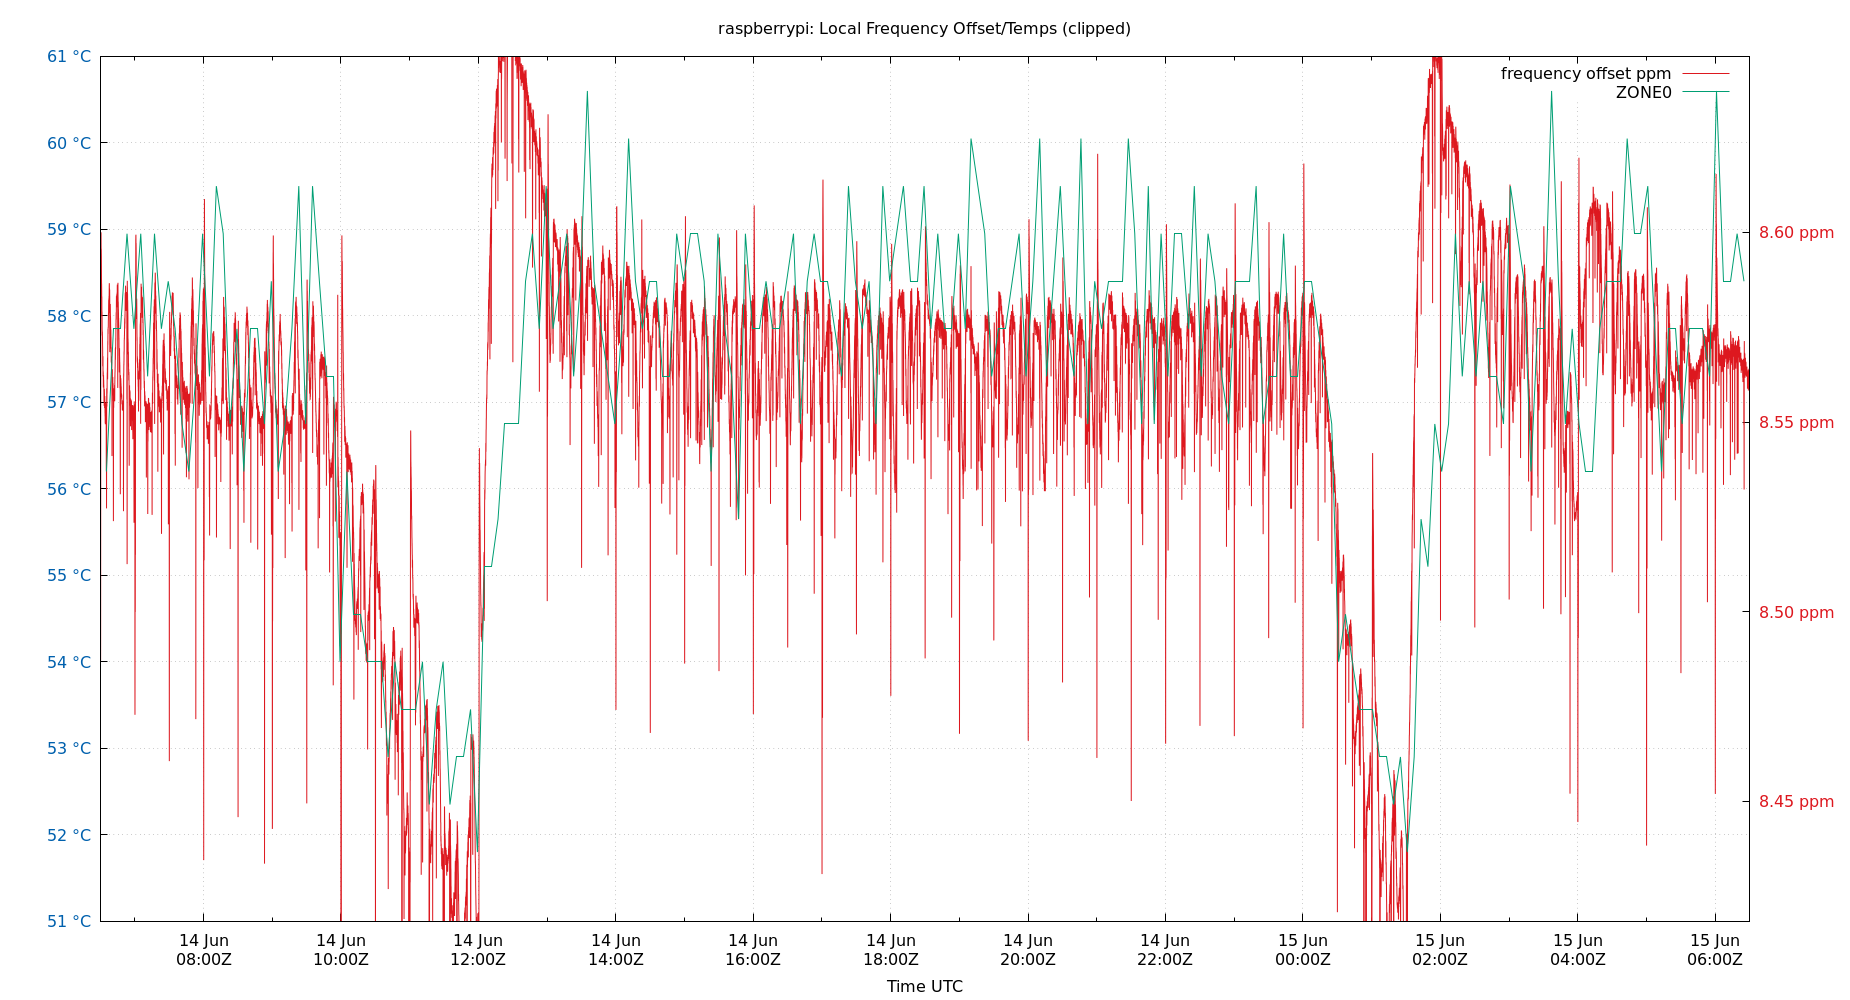 raspberrypi: Local Frequency Offset/Temps (clipped)
frequency offset ppm
ZONE0
61 °C
60 °C
59 °C
58 °C
57 °C
56 °C
55 °C
54 °C
53 °C
52 °C
51 °C
8.60 ppm
8.55 ppm
8.50 ppm
8.45 ppm
14 Jun 14 Jun 14 Jun 14 Jun 14 Jun 14 Jun 14 Jun 14 Jun 15 Jun 15 Jun 15 Jun 15 Jun
08:00Z 10:00Z 12:00Z 14:00Z 16:00Z 18:00Z 20:00Z 22:00Z 00:00Z 02:00Z 04:00Z 06:00Z
Time UTC